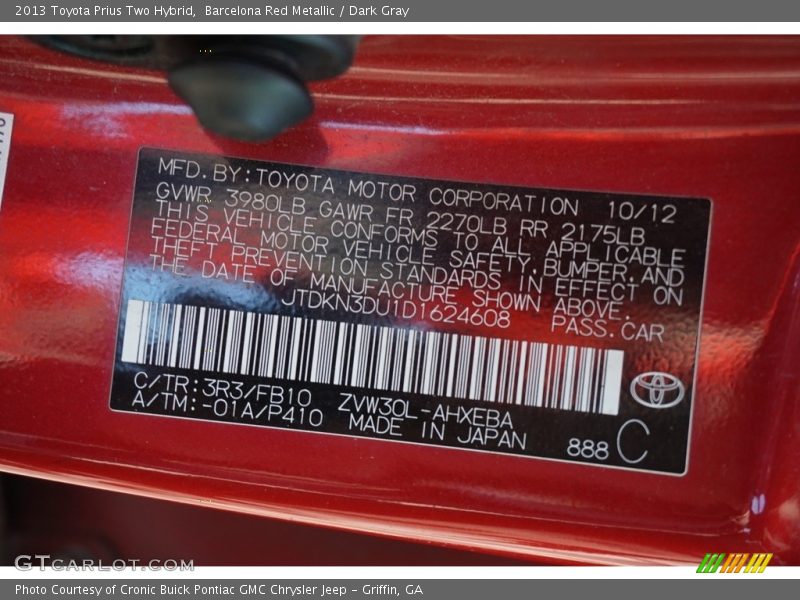 2013 Toyota Prius Two Hybrid,  Barcelona Red Metallic / Dark Gray
MFD.BY:TOYOTA MOTOR CORPORATION 10/12
GVWR 3980LB GAWR FR 2270LB RR 2175LB
THIS VEHICLE CONFORMS TO ALL APPLICABLE
FEDERAL MOTOR VEHICLE SAFETY,BUMPER AND
THEFT PREVENTION STANDARDS IN EFFECT ON
THE DATE OF MANUFACTURE SHOWN ABOVE.
JTDKN3DU1D1624608 PASS.CAR
C/TR:3R3/FB10 ZVW30L-AHXEBA
A/TM:-01A/P410 MADE IN JAPAN 888 C
GTCARLOT.COM
Photo Courtesy of Cronic Buick Pontiac GMC Chrysler Jeep - Griffin, GA